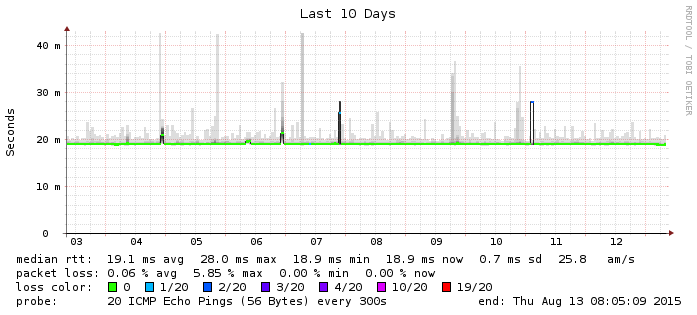 Last 10 Days
RRDTOOL / TOBI OETIKER
Seconds
40 m
30 m
20 m
10 m
0
03 04 05 06 07 08 09 10 11 12
median rtt: 19.1 ms avg 28.0 ms max 18.9 ms min 18.9 ms now 0.7 ms sd 25.8 am/s
packet loss: 0.06 % avg 5.85 % max 0.00 % min 0.00 % now
loss color: 0 1/20 2/20 3/20 4/20 10/20 19/20
probe: 20 ICMP Echo Pings (56 Bytes) every 300s end: Thu Aug 13 08:05:09 2015